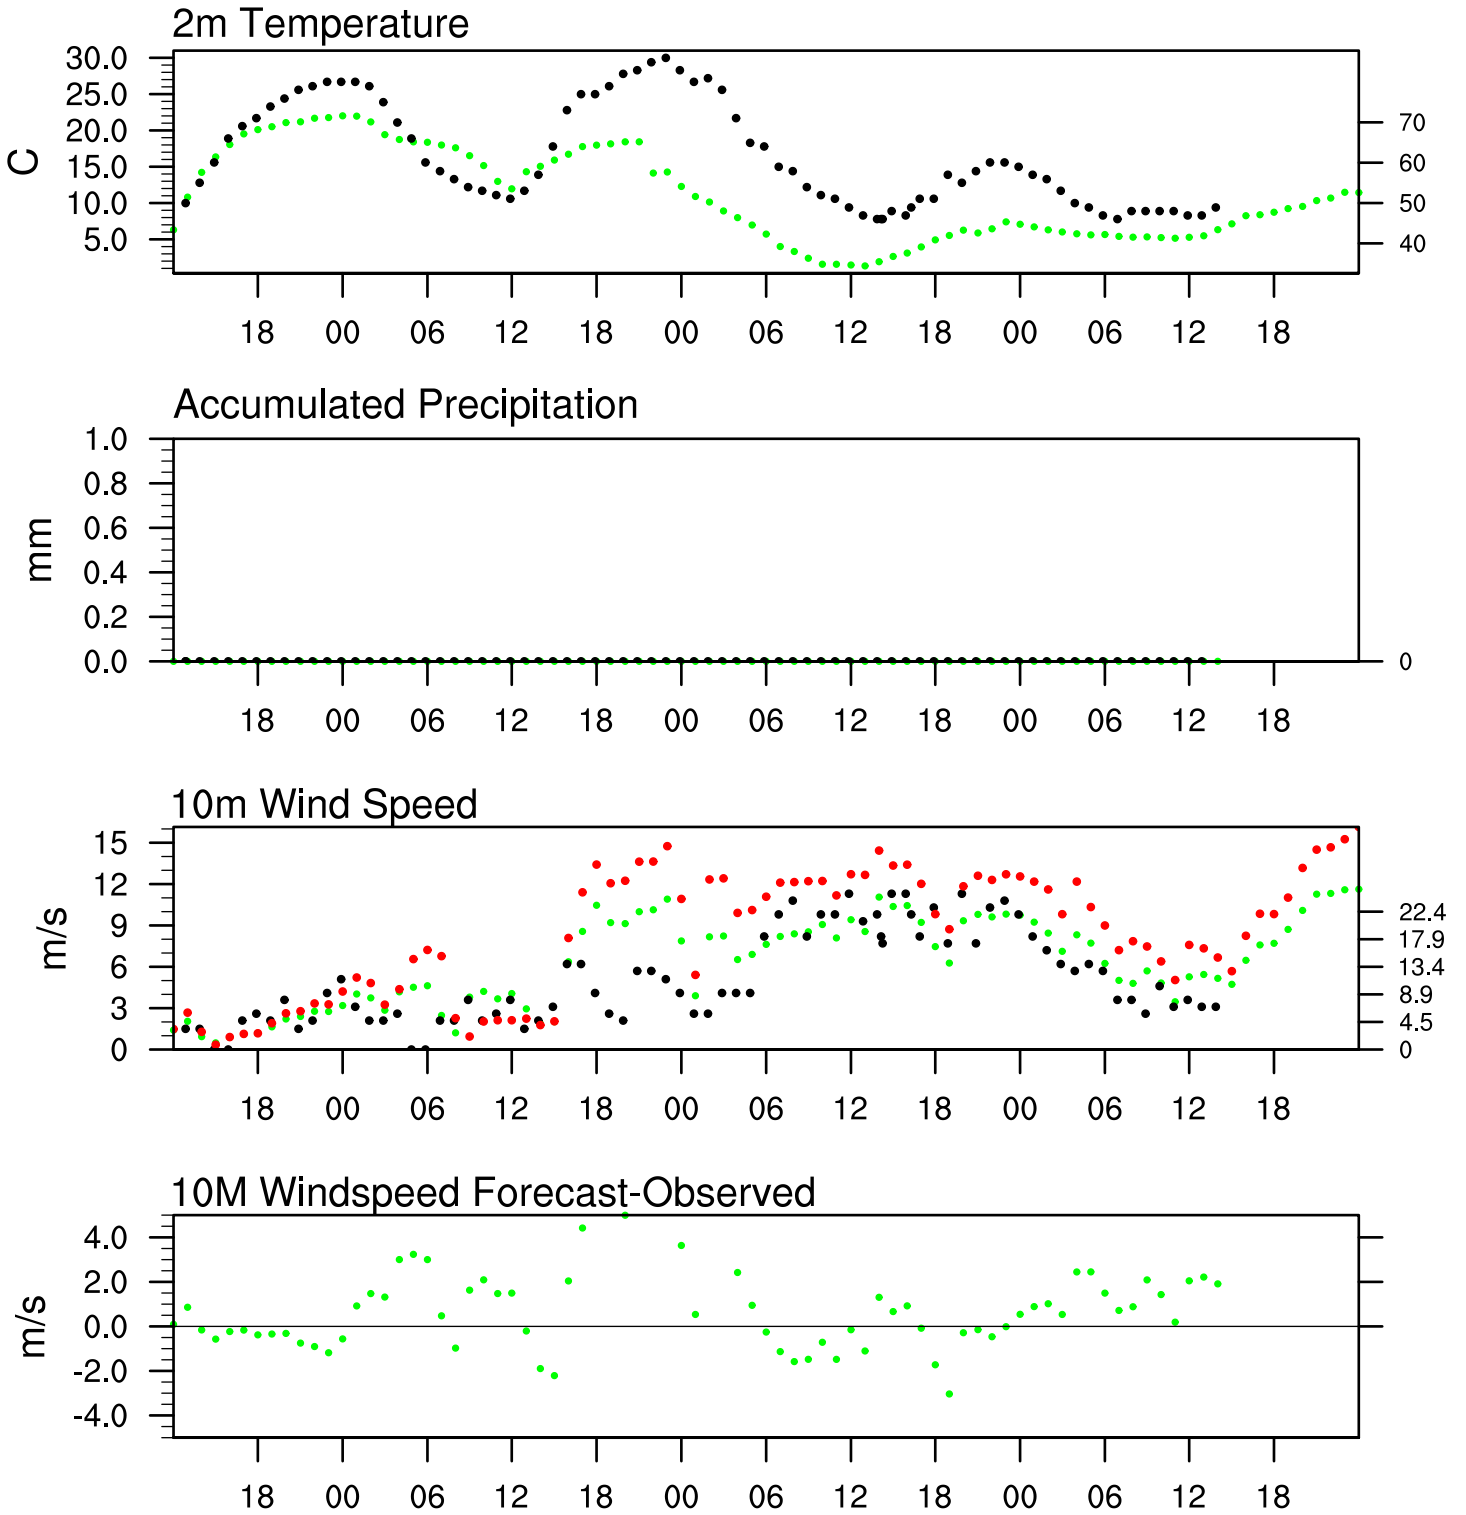 2m Temperature
30.0
25.0
20.0
15.0
10.0
5.0
C
70
60
50
40
18 00 06 12 18 00 06 12 18 00 06 12 18
Accumulated Precipitation
1.0
0.8
0.6
0.4
0.2
0.0
mm
0
18 00 06 12 18 00 06 12 18 00 06 12 18
10m Wind Speed
15
12
9
6
3
0
m/s
22.4
17.9
13.4
8.9
4.5
0
18 00 06 12 18 00 06 12 18 00 06 12 18
10M Windspeed Forecast-Observed
4.0
2.0
0.0
-2.0
-4.0
m/s
18 00 06 12 18 00 06 12 18 00 06 12 18